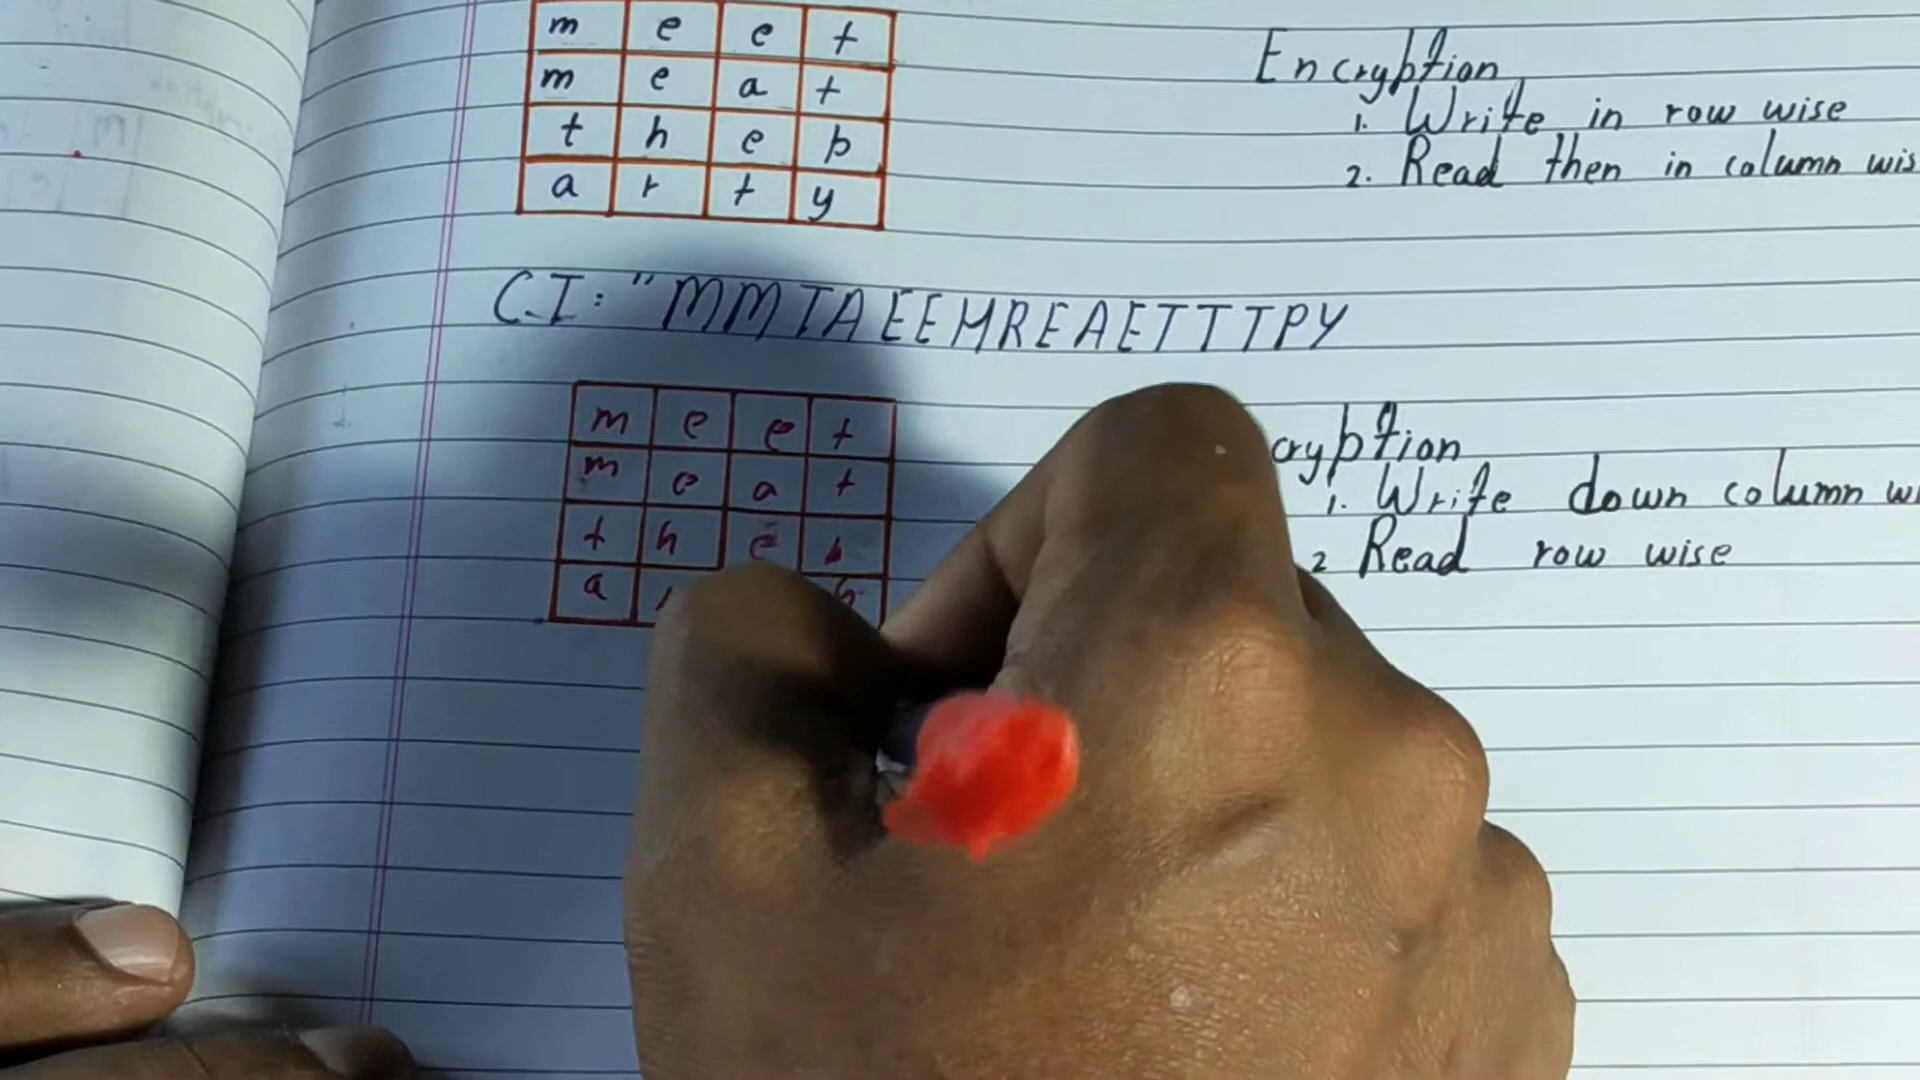 m e e t
m e a t
t h e p
a r t y
Encryption
1. Write in row wise
2. Read then in column wis
C.T: "MMTAEEHREAETTTPY
m e e t
m e a t
t h e p
a
cryption
1. Write down column wi
2 Read row wise